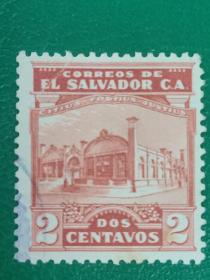 CORREOS DE
EL SALVADOR C.A.
2 DOS 2
CENTAVOS